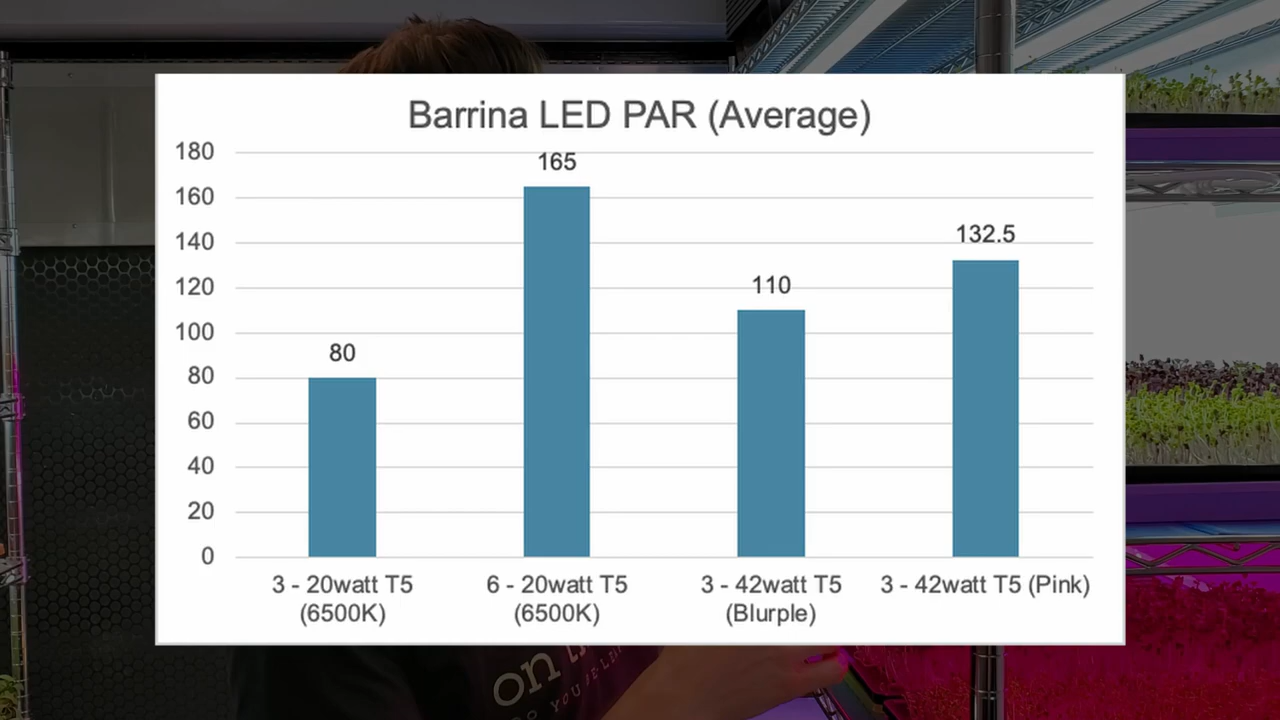 Barrina LED PAR (Average)
180
160
140
120
100
80
60
40
20
0
80
165
110
132.5
3 - 20watt T5
(6500K)
6 - 20watt T5
(6500K)
3 - 42watt T5
(Blurple)
3 - 42watt T5 (Pink)
on